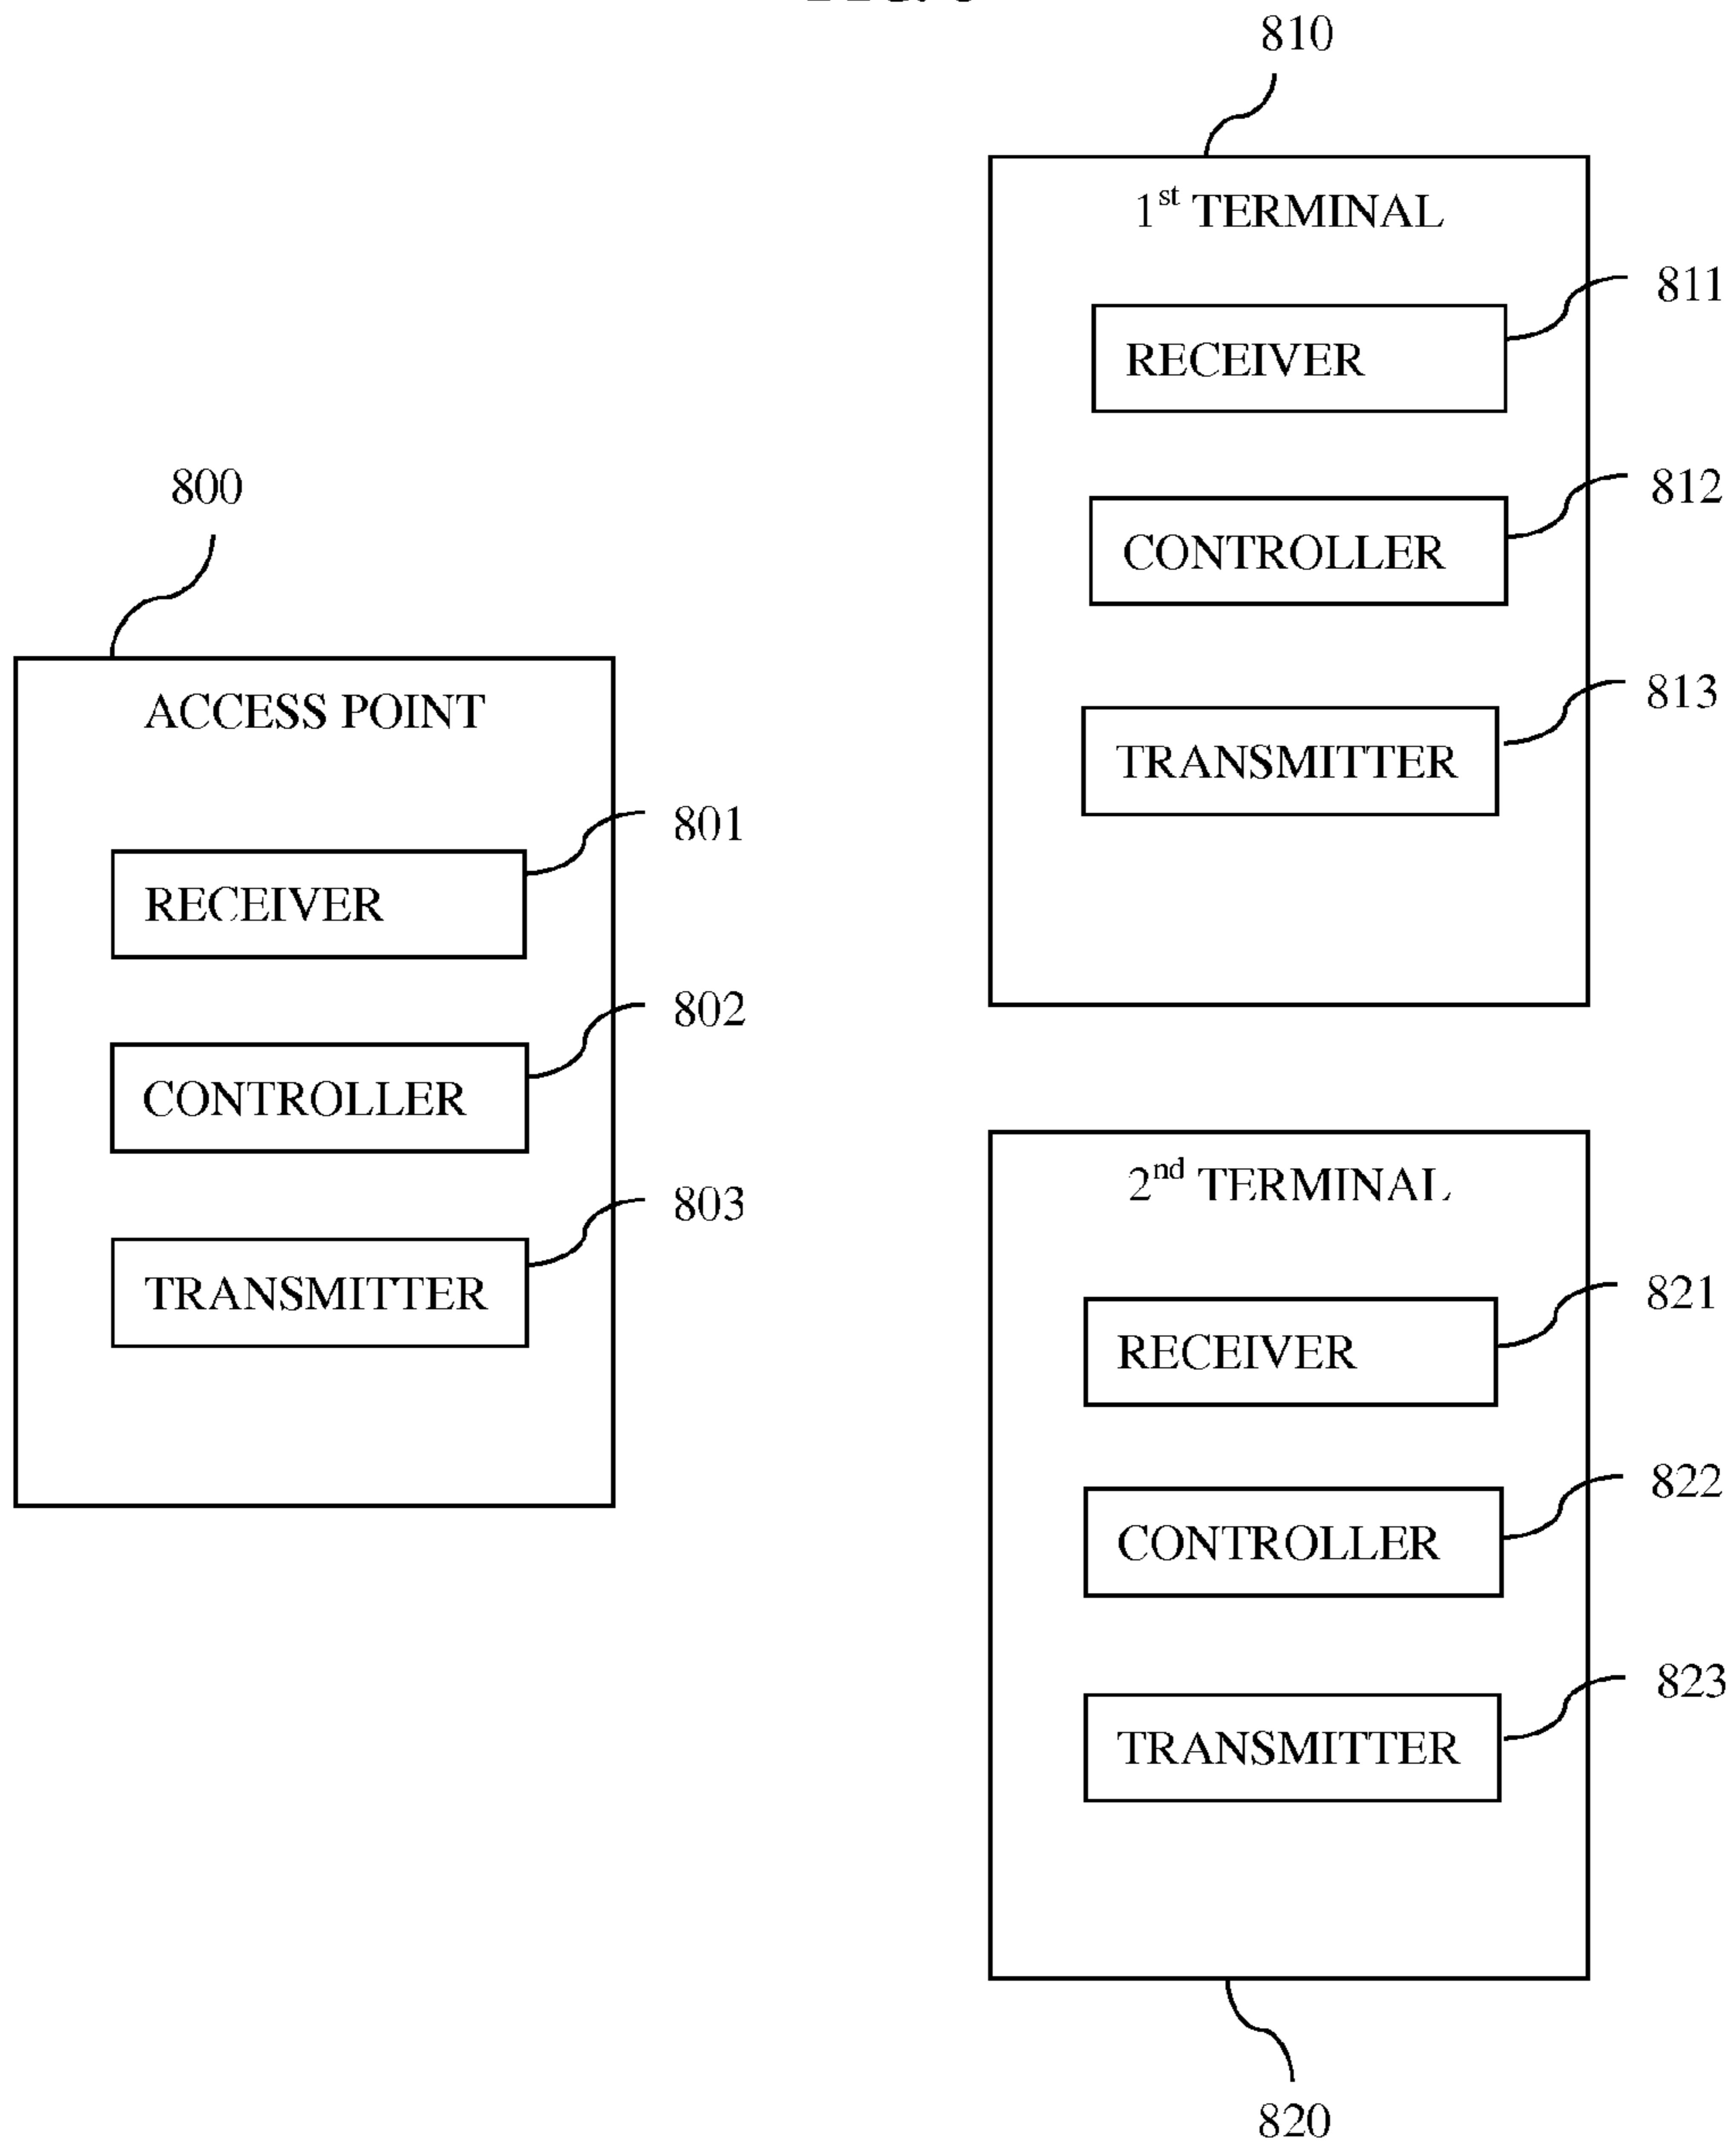 810
1st TERMINAL
811
RECEIVER
812
CONTROLLER
813
TRANSMITTER
800
ACCESS POINT
801
RECEIVER
802
CONTROLLER
803
TRANSMITTER
2nd TERMINAL
821
RECEIVER
822
CONTROLLER
823
TRANSMITTER
820